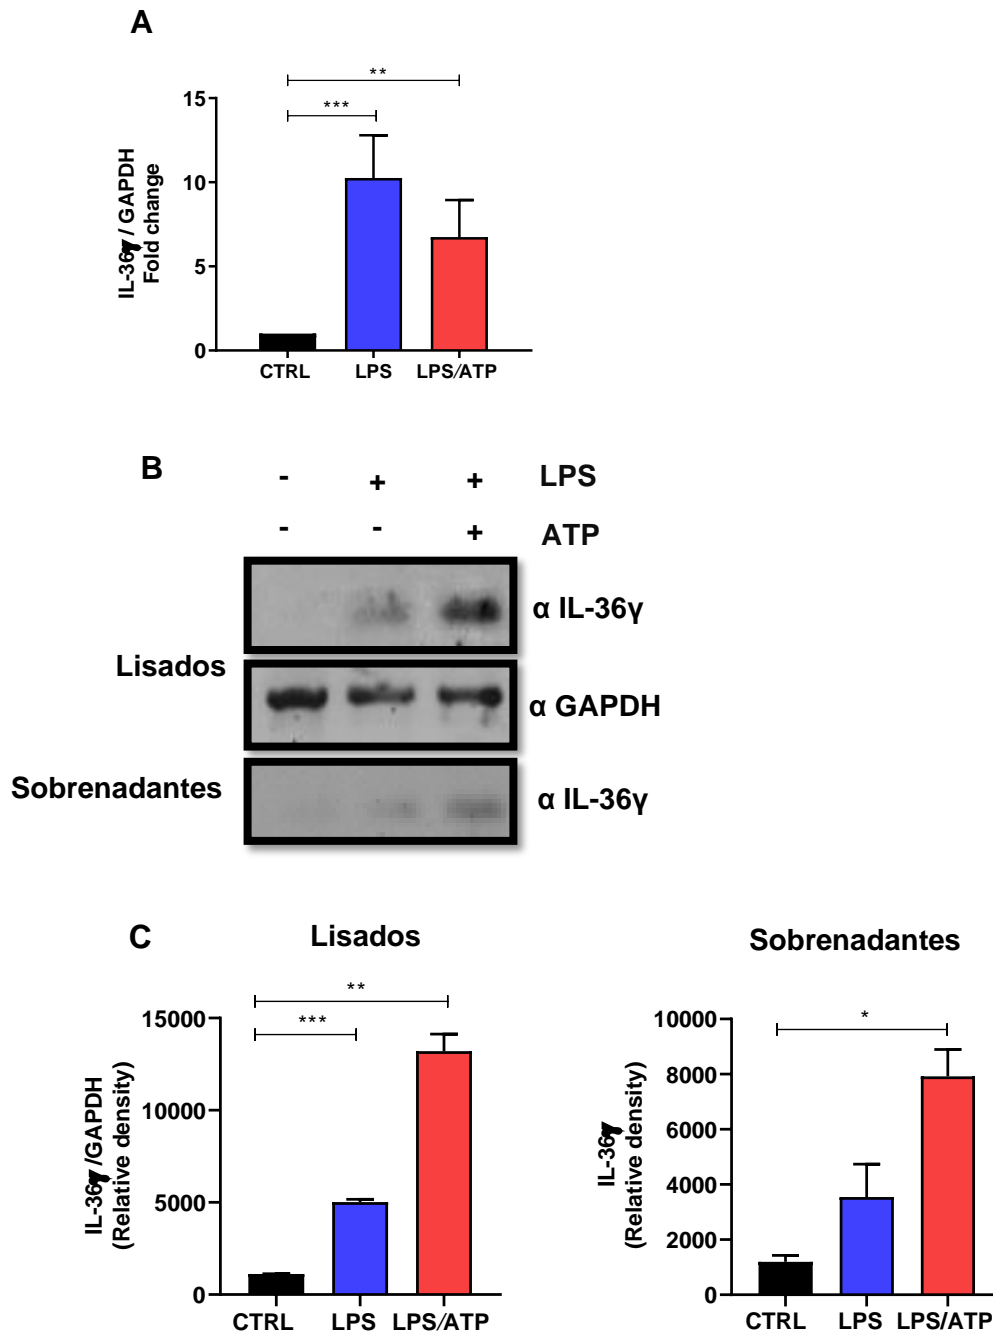 A
**
***
15
10
5
0
IL-36γ / GAPDH
Fold change
CTRL LPS LPS/ATP
B
- + + LPS
- - + ATP
α IL-36γ
Lisados
α GAPDH
Sobrenadantes
α IL-36γ
C
Lisados
**
***
15000
10000
5000
0
IL-36γ/GAPDH
(Relative density)
CTRL LPS LPS/ATP
Sobrenadantes
*
10000
8000
6000
4000
2000
0
IL-36γ
(Relative density)
CTRL LPS LPS/ATP